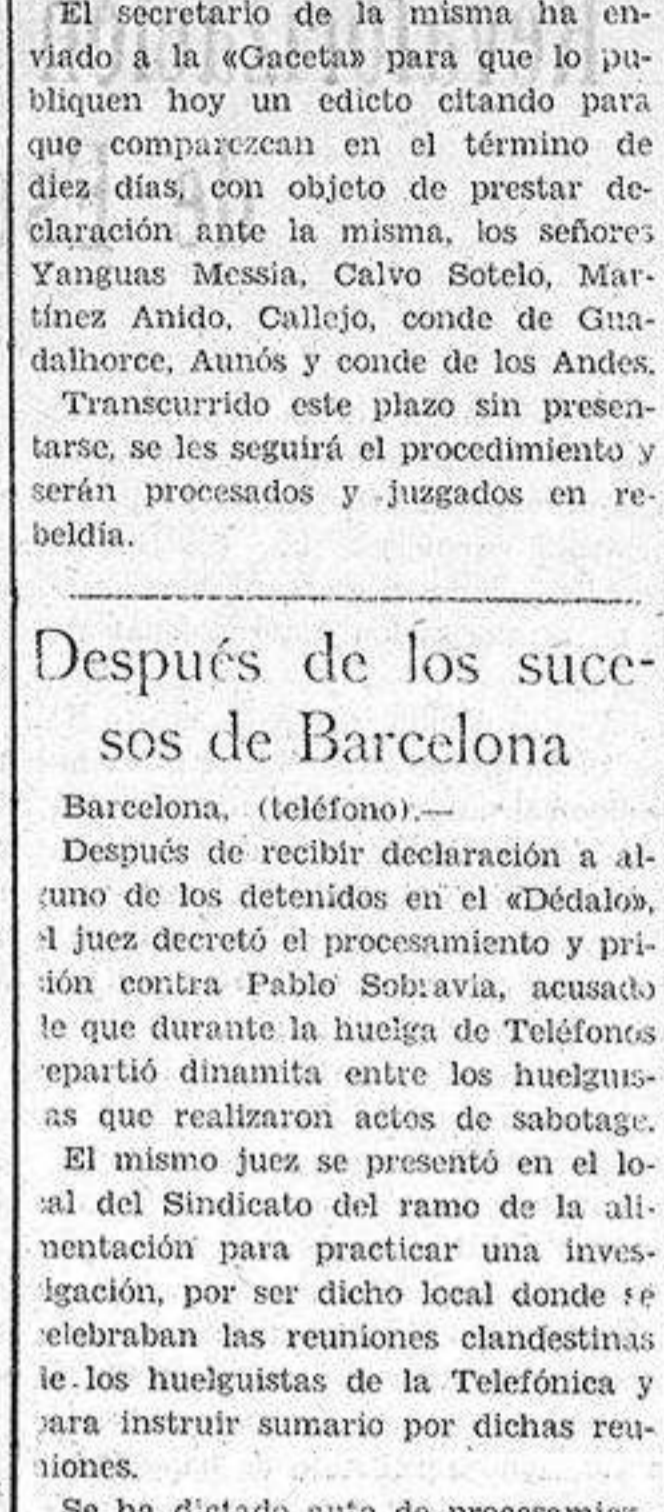 El secretario de la misma ha en-
viado a la «Gaceta» para que lo pu-
bliquen hoy un edicto citando para
que comparezcan en el término de
diez días, con objeto de prestar de-
claración ante la misma, los señores
Yanguas Messia, Calvo Sotelo, Mar-
tínez Anido, Callejo, conde de Gua-
dalhorce, Aunós y conde de los Andes.
Transcurrido este plazo sin presen-
tarse, se les seguirá el procedimiento y
serán procesados y juzgados en re-
beldía.
Después de los suce-
sos de Barcelona
Barcelona, (teléfono).—
Después de recibir declaración a al-
guno de los detenidos en el «Dédalo»,
el juez decretó el procesamiento y pri-
sión contra Pablo Sobravia, acusado
de que durante la huelga de Teléfonos
repartió dinamita entre los huelguis-
tas que realizaron actos de sabotage.
El mismo juez se presentó en el lo-
cal del Sindicato del ramo de la ali-
mentación para practicar una inves-
tigación, por ser dicho local donde se
celebraban las reuniones clandestinas
de los huelguistas de la Telefónica y
para instruir sumario por dichas reu-
niones.
Se ha dictado auto de